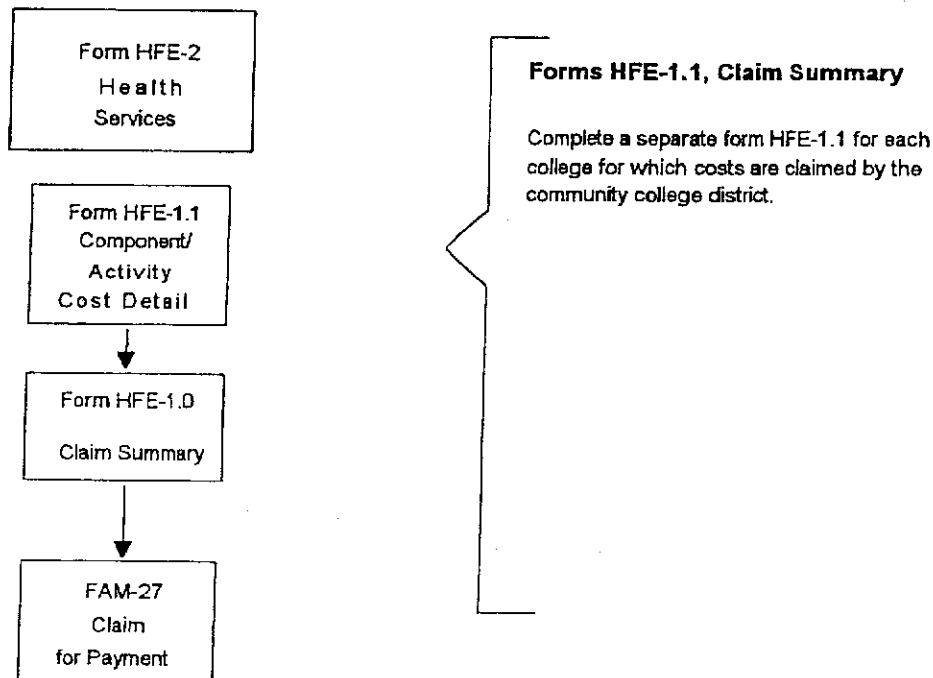 Form HFE-2
Health
Services
Form HFE-1.1
Component/
Activity
Cost Detail
Form HFE-1.0
Claim Summary
FAM-27
Claim
for Payment
Forms HFE-1.1, Claim Summary
Complete a separate form HFE-1.1 for each
college for which costs are claimed by the
community college district.